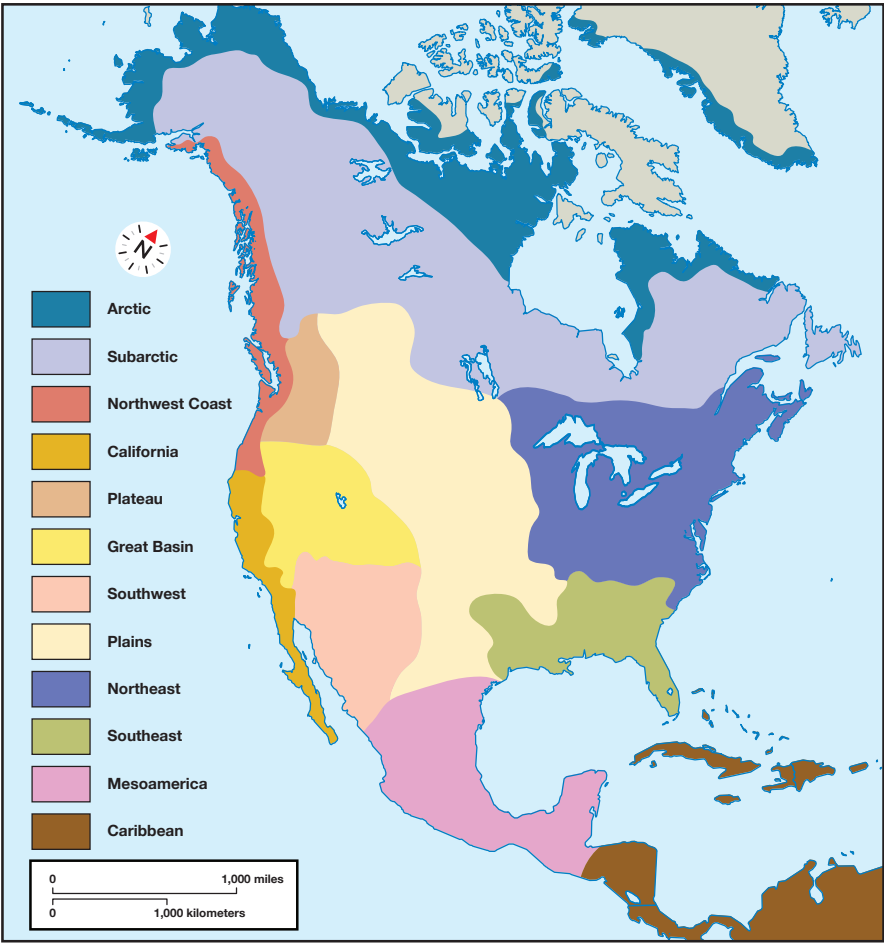 N
Arctic
Subarctic
Northwest Coast
California
Plateau
Great Basin
Southwest
Plains
Northeast
Southeast
Mesoamerica
Caribbean
0 1,000 miles
0 1,000 kilometers